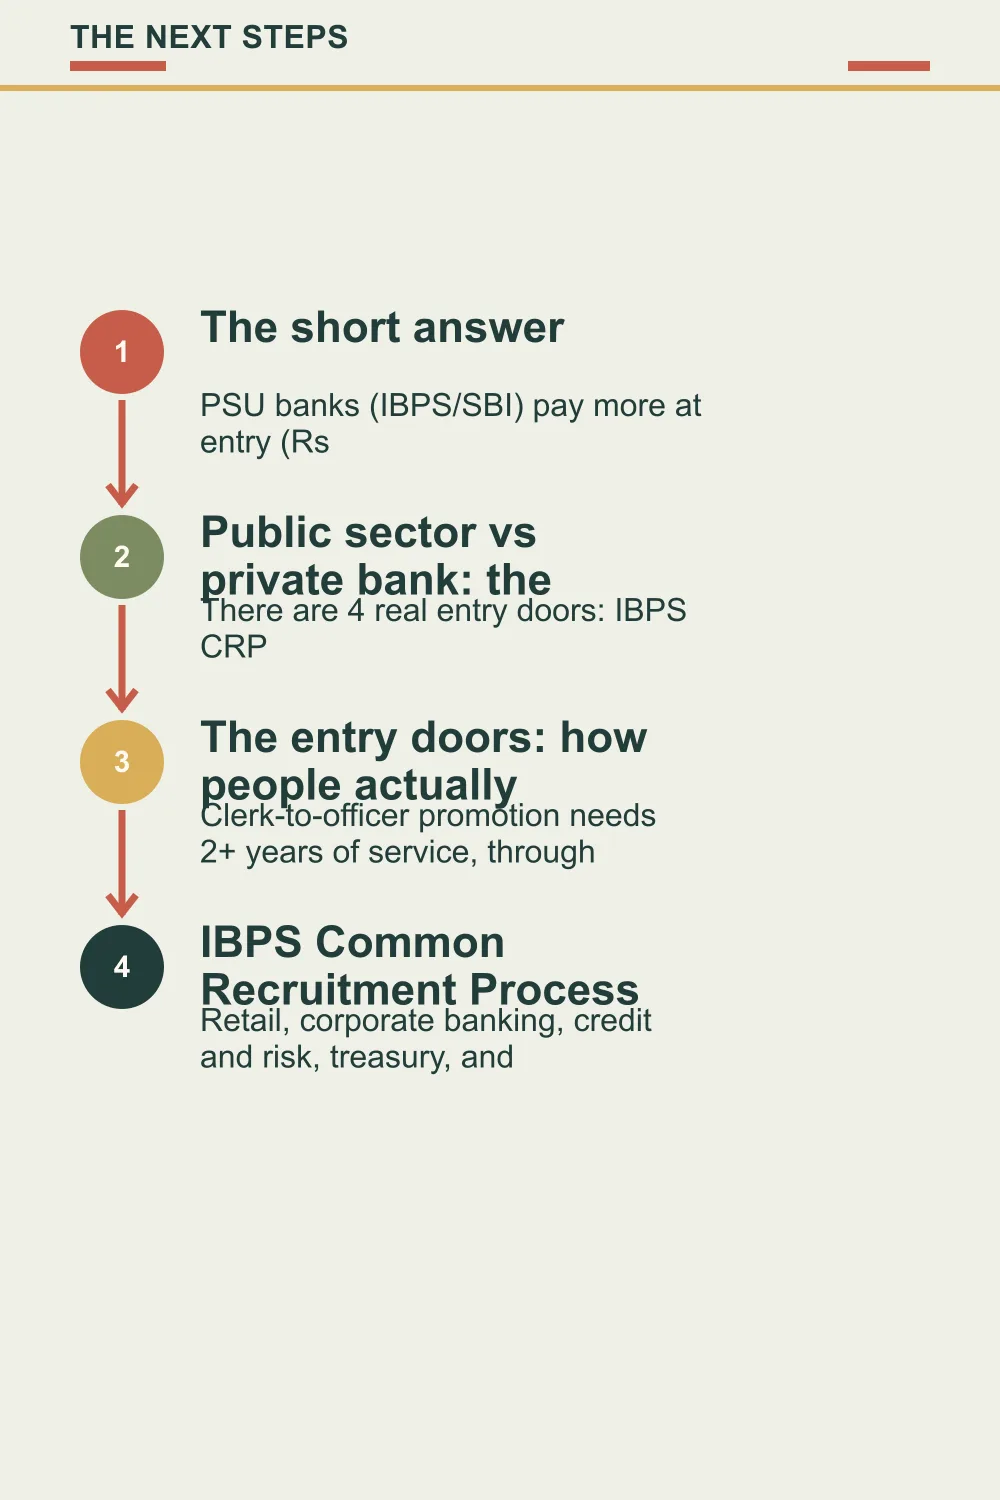 THE NEXT STEPS
1
The short answer
PSU banks (IBPS/SBI) pay more at
entry (Rs
2
Public sector vs
private bank: the
There are 4 real entry doors: IBPS
CRP
3
The entry doors: how
people actually
Clerk-to-officer promotion needs
2+ years of service, through
4
IBPS Common
Recruitment Process
Retail, corporate banking, credit
and risk, treasury, and